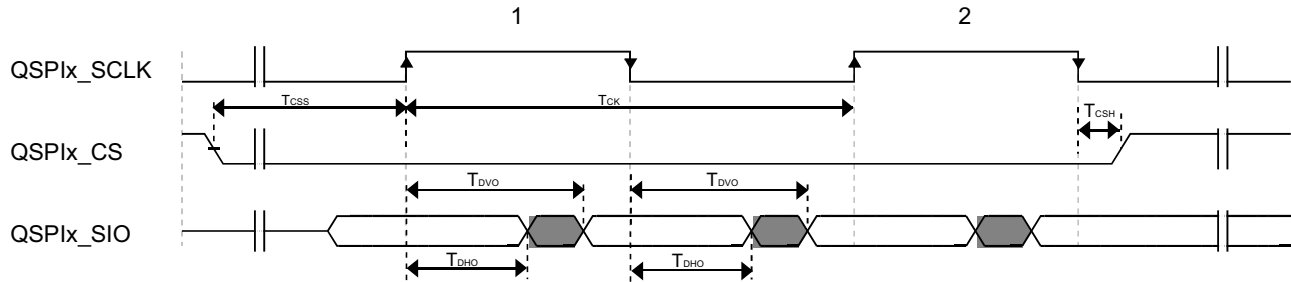 1 2
QSPIx_SCLK
TCSS TCK
TCSH
QSPIx_CS
TDVO TDVO
QSPIx_SIO
TDHO TDHO